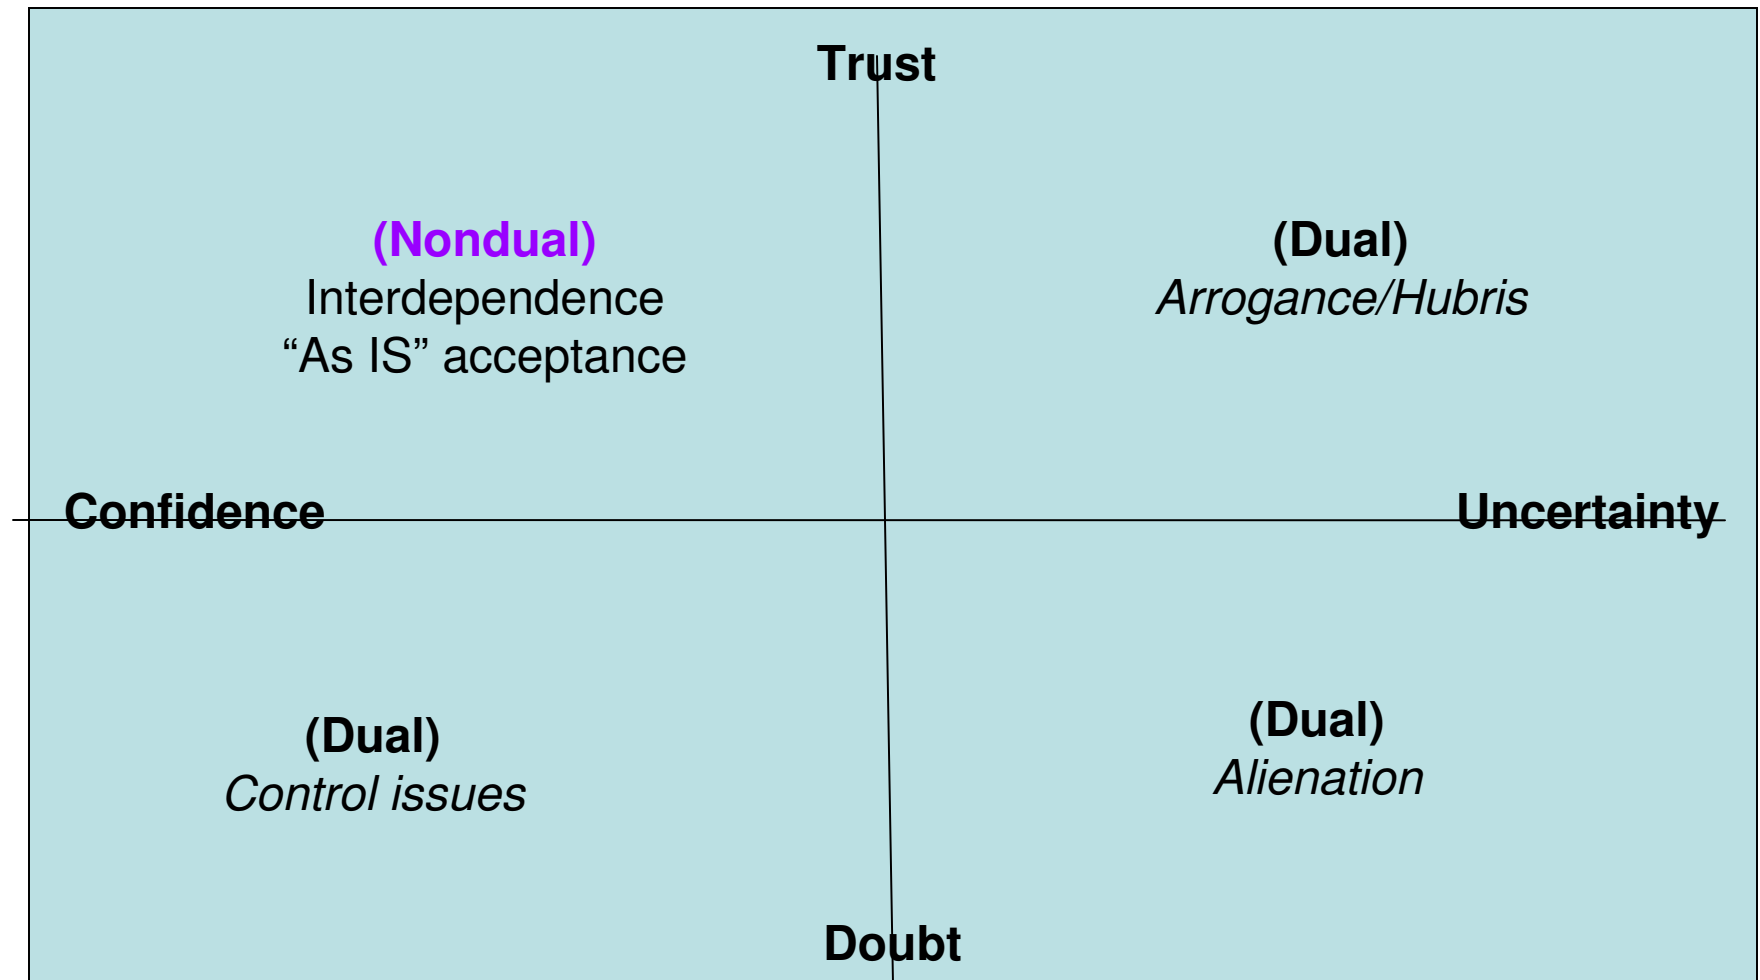 Trust
(Nondual)
Interdependence
“As IS” acceptance
(Dual)
Arrogance/Hubris
Confidence
Uncertainty
(Dual)
Control issues
(Dual)
Alienation
Doubt